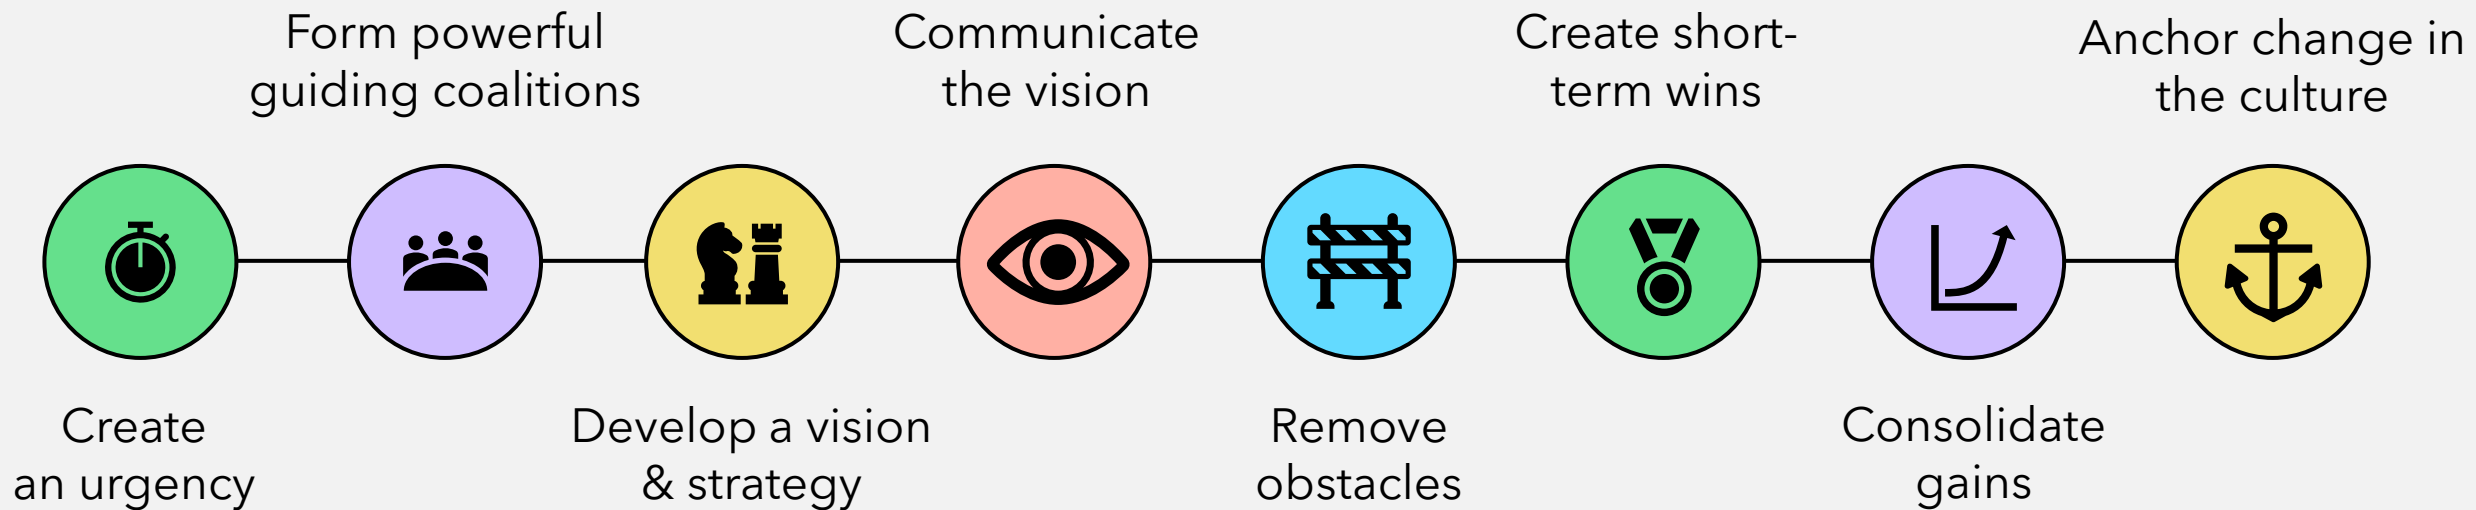 Create
an urgency
Form powerful
guiding coalitions
Develop a vision
& strategy
Communicate
the vision
Remove
obstacles
Create short-
term wins
Consolidate
gains
Anchor change in
the culture